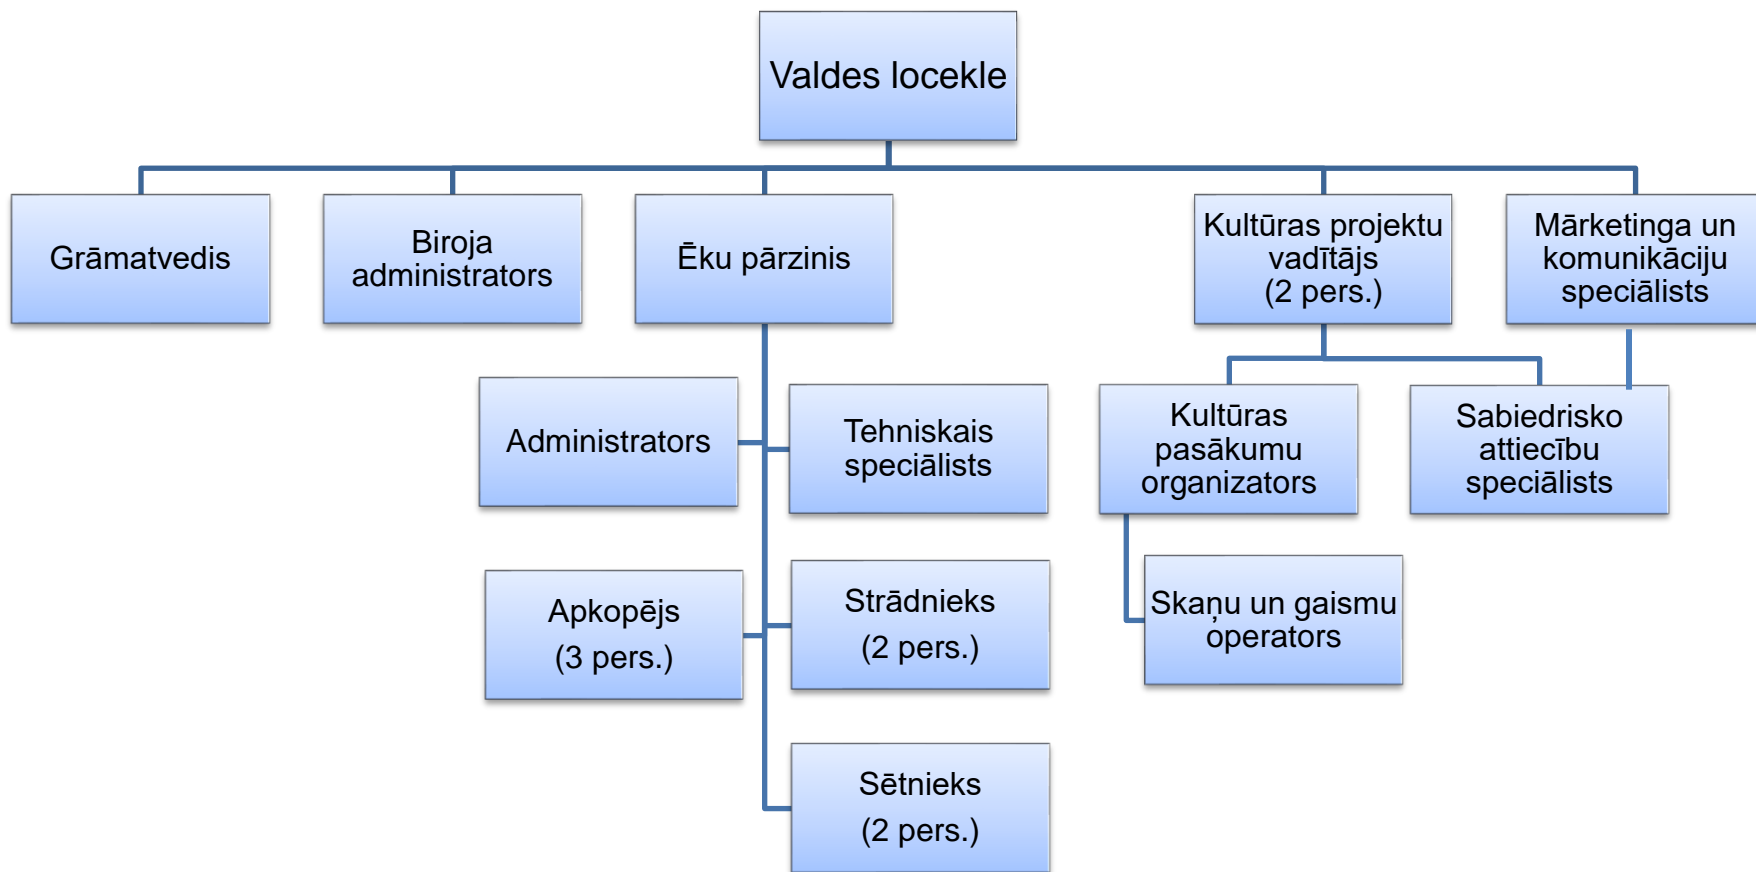 Valdes locekle
Grāmatvedis
Biroja
administrators
Ēku pārzinis
Kultūras projektu
vadītājs
(2 pers.)
Mārketinga un
komunikāciju
speciālists
Administrators
Tehniskais
speciālists
Kultūras
pasākumu
organizators
Sabiedrisko
attiecību
speciālists
Apkopējs
(3 pers.)
Strādnieks
(2 pers.)
Skaņu un gaismu
operators
Sētnieks
(2 pers.)